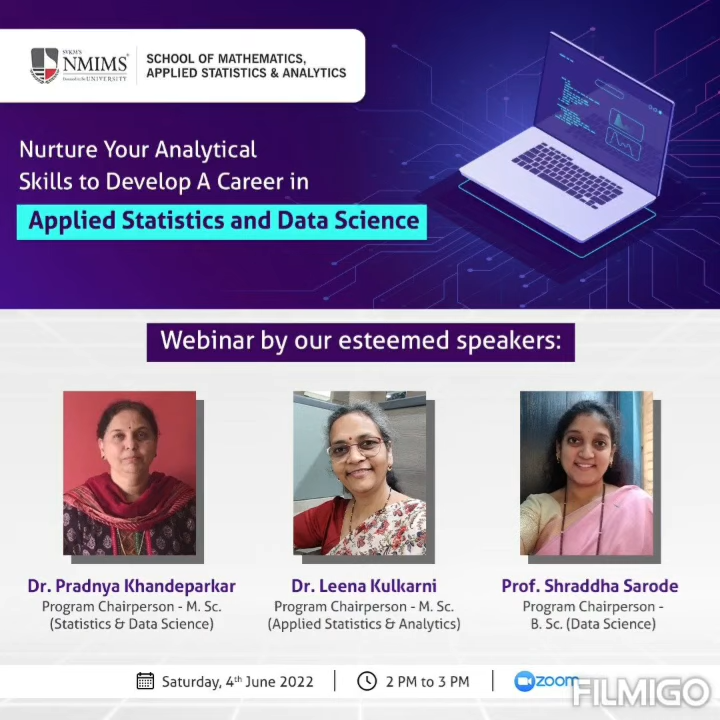 SVKM'S
NMIMS
Deemed to be UNIVERSITY
SCHOOL OF MATHEMATICS,
APPLIED STATISTICS & ANALYTICS
Nurture Your Analytical
Skills to Develop A Career in
Applied Statistics and Data Science
Webinar by our esteemed speakers:
Dr. Pradnya Khandeparkar
Program Chairperson - M. Sc.
(Statistics & Data Science)
Dr. Leena Kulkarni
Program Chairperson - M. Sc.
(Applied Statistics & Analytics)
Prof. Shraddha Sarode
Program Chairperson -
B. Sc. (Data Science)
Saturday, 4th June 2022
2 PM to 3 PM
zoom
FILMIGO